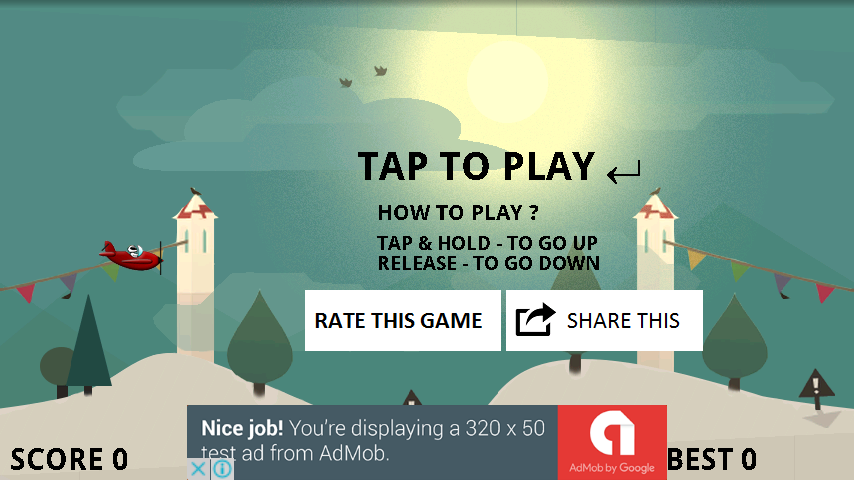 TAP TO PLAY ↵
HOW TO PLAY ?
TAP & HOLD - TO GO UP
RELEASE - TO GO DOWN
RATE THIS GAME
SHARE THIS
Nice job! You're displaying a 320 x 50
test ad from AdMob.
AdMob by Google
SCORE 0
BEST 0